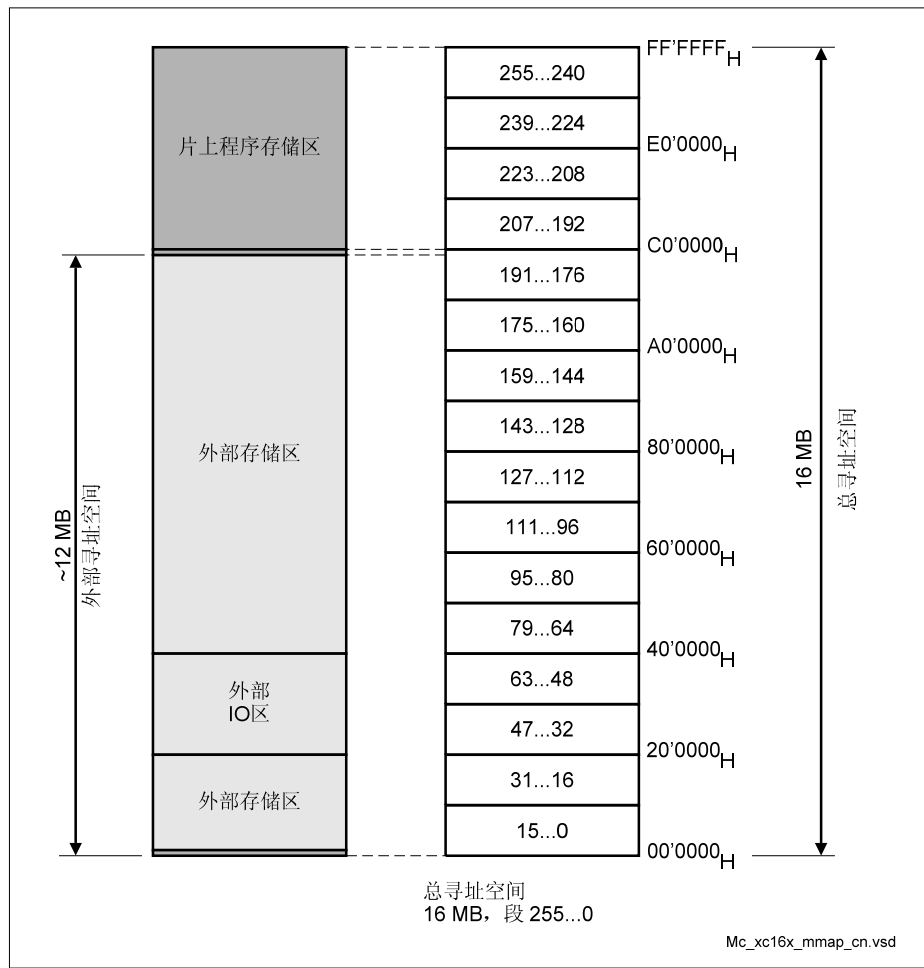 FF'FFFFH
255...240
239...224
E0'0000H
片上程序存储区
223...208
207...192
C0'0000H
191...176
175...160
A0'0000H
159...144
143...128
外部存储区
80'0000H
127...112
16 MB
总寻址空间
111...96
~12 MB
外部寻址空间
60'0000H
95...80
79...64
40'0000H
63...48
外部
IO区
47...32
20'0000H
31...16
外部存储区
15...0
00'0000H
总寻址空间
16 MB，段 255...0
Mc_xc16x_mmap_cn.vsd